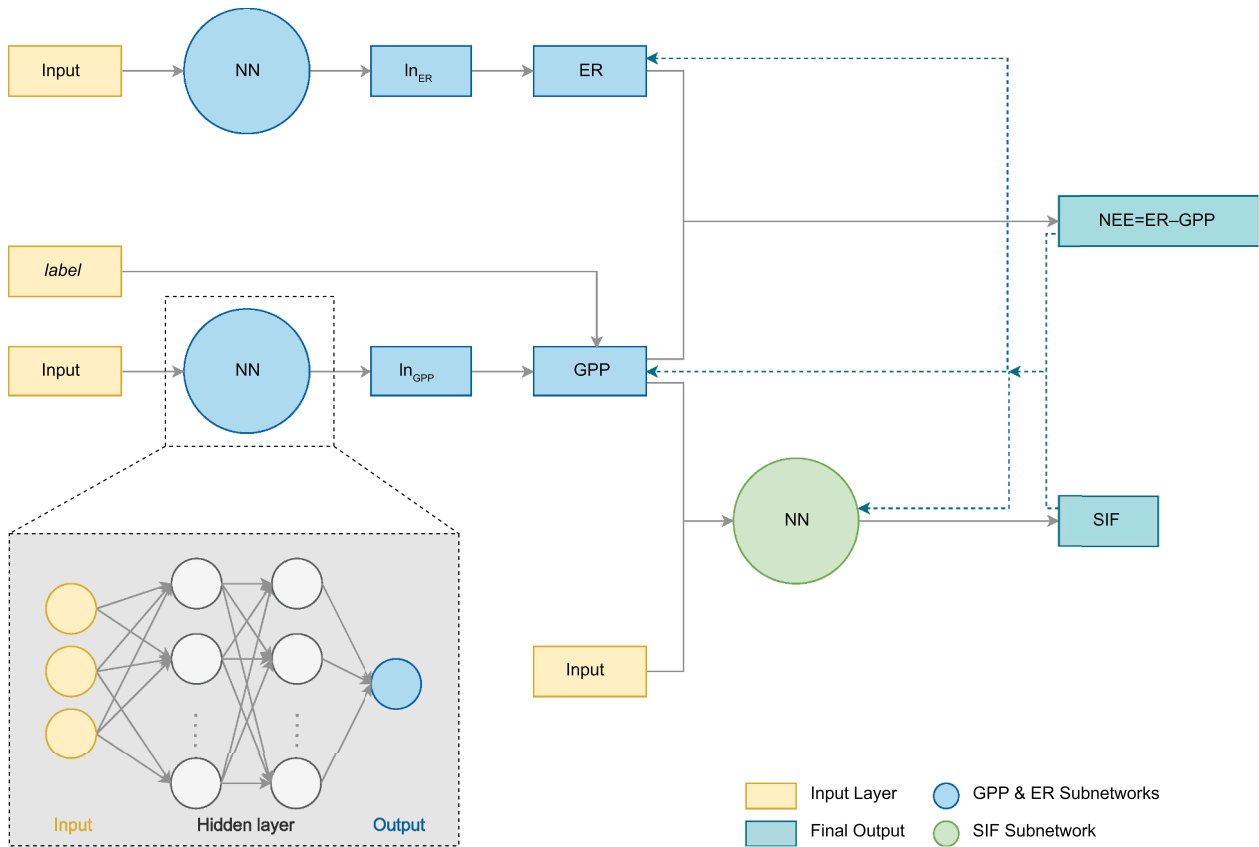 Input
NN
ln_ER
ER
NEE=ER–GPP
label
Input
NN
ln_GPP
GPP
NN
SIF
Input
Input
Hidden layer
Output
Input Layer
GPP & ER Subnetworks
Final Output
SIF Subnetwork